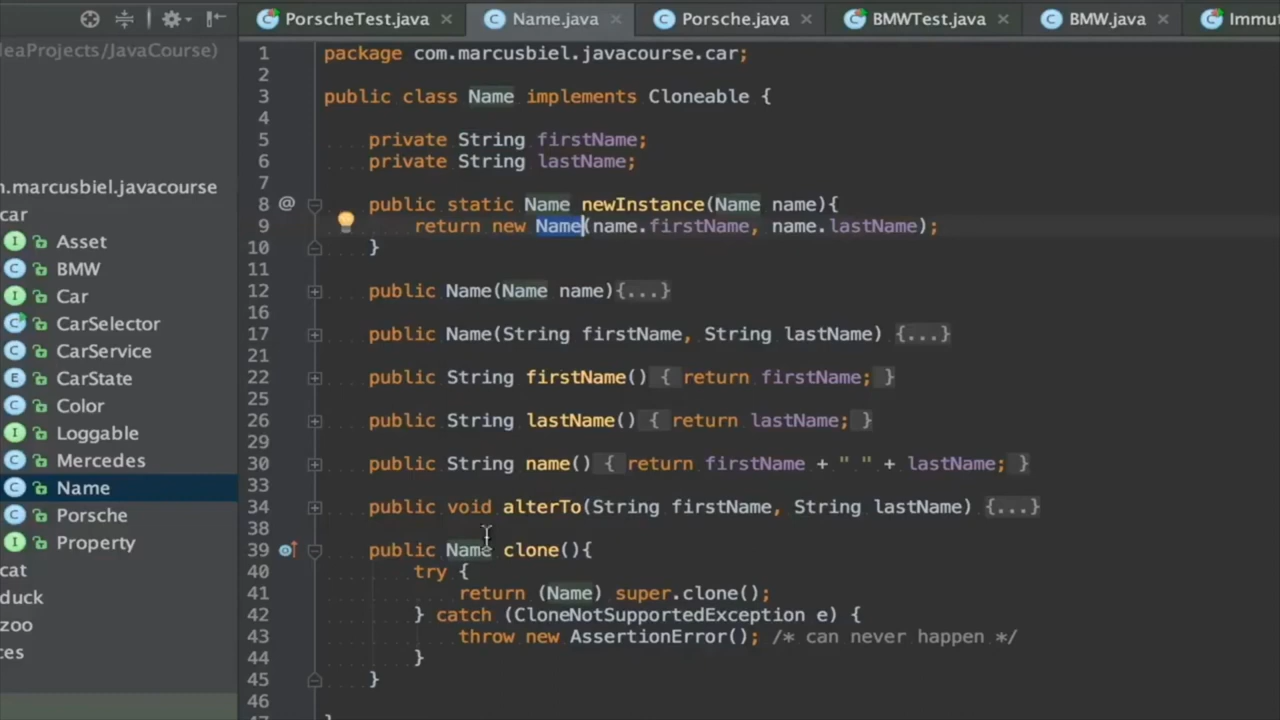 PorscheTest.java Name.java Porsche.java BMWTest.java BMW.java Immu
deaProjects/JavaCourse)
n.marcusbiel.javacourse
car
Asset
BMW
Car
CarSelector
CarService
CarState
Color
Loggable
Mercedes
Name
Porsche
Property
cat
duck
zoo
ces
1 package com.marcusbiel.javacourse.car;
2
3 public class Name implements Cloneable {
4
5 private String firstName;
6 private String lastName;
7
8 @ public static Name newInstance(Name name){
9 return new Name(name.firstName, name.lastName);
10 }
11
12 public Name(Name name){...}
16
17 public Name(String firstName, String lastName) {...}
21
22 public String firstName() { return firstName; }
25
26 public String lastName() { return lastName; }
29
30 public String name() { return firstName + " " + lastName; }
33
34 public void alterTo(String firstName, String lastName) {...}
38
39 public Name clone(){
40 try {
41 return (Name) super.clone();
42 } catch (CloneNotSupportedException e) {
43 throw new AssertionError(); /* can never happen */
44 }
45 }
46